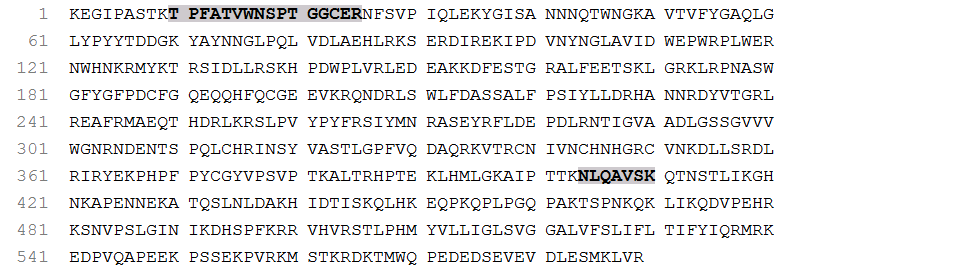 1 KEGIPASTKT PFATVWNSPT GGCERNFSVP IQLEKYGISA NNNQTWNGKA VTVFYGAQLG
61 LYPYYTDDGK YAYNNGLPQL VDLAEHLRKS ERDIREKIPD VNYNGLAVID WEPWRPLWER
121 NWHNKRMYKT RSIDLLRSKH PDWPLVRLED EAKKDFESTG RALFEETSKL GRKLRPNASW
181 GFYGFPDCFG QEQQHFQCGE EVKRQNDRLS WLFDASSALF PSIYLLDRHA NNRDYVTGRL
241 REAFRMAEQT HDRLKRSLPV YPYFRSIYMN RASEYRFLDE PDLRNTIGVA ADLGSSGVVV
301 WGNRNDENTS PQLCHRINSY VASTLGPFVQ DAQRKVTRCN IVNCHNHGRC VNKDLLSRDL
361 RIRYEKPHPF PYCGYVPSVP TKALTRHPTE KLHMLGKAIP TTKNLQAVSK QTNSTLIKGH
421 NKAPENNEKA TQSLNLDAKH IDTISKQLHK EQPKQPLPGQ PAKTSPNKQK LIKQDVPEHR
481 KSNVPSLGIN IKDHSPFKRR VHVRSTLPHM YVLLIGLSVG GALVFSLIFL TIFYIQRMRK
541 EDPVQAPEEK PSSEKPVRKM STKRDKTMWQ PEDEDSEVEV DLESMKLVR